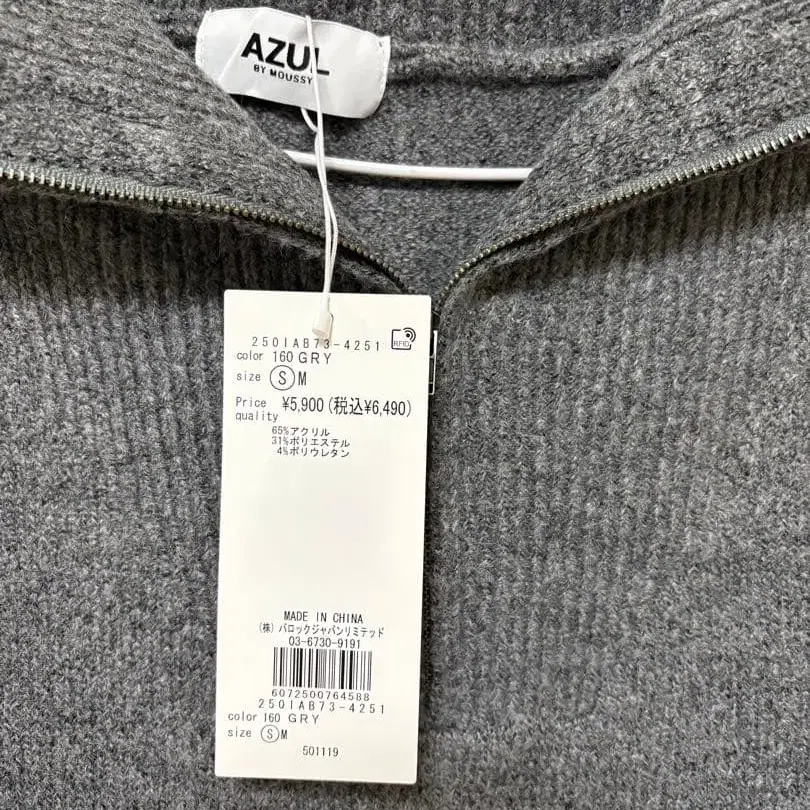 AZUL
BY MOUSSY
250IAB73-4251
RFID
color 160 GRY
size S M
Price ¥5,900(税込¥6,490)
quality
65%アクリル
31%ポリエステル
4%ポリウレタン
MADE IN CHINA
(株)バロックジャパンリミテッド
03-6730-9191
6072500764588
250IAB73-4251
color 160 GRY
size S M
501119